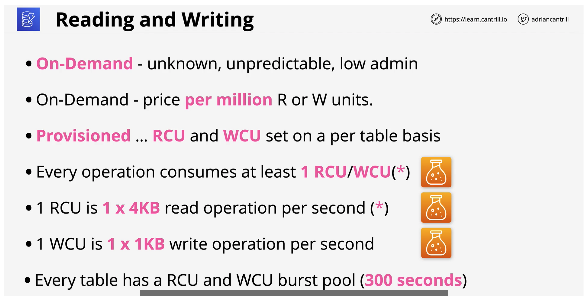 Reading and Writing
https://learn.cantrill.io
adriancantrill
• On-Demand - unknown, unpredictable, low admin
• On-Demand - price per million R or W units.
• Provisioned ... RCU and WCU set on a per table basis
• Every operation consumes at least 1 RCU/WCU(*)
• 1 RCU is 1 x 4KB read operation per second (*)
• 1 WCU is 1 x 1KB write operation per second
• Every table has a RCU and WCU burst pool (300 seconds)